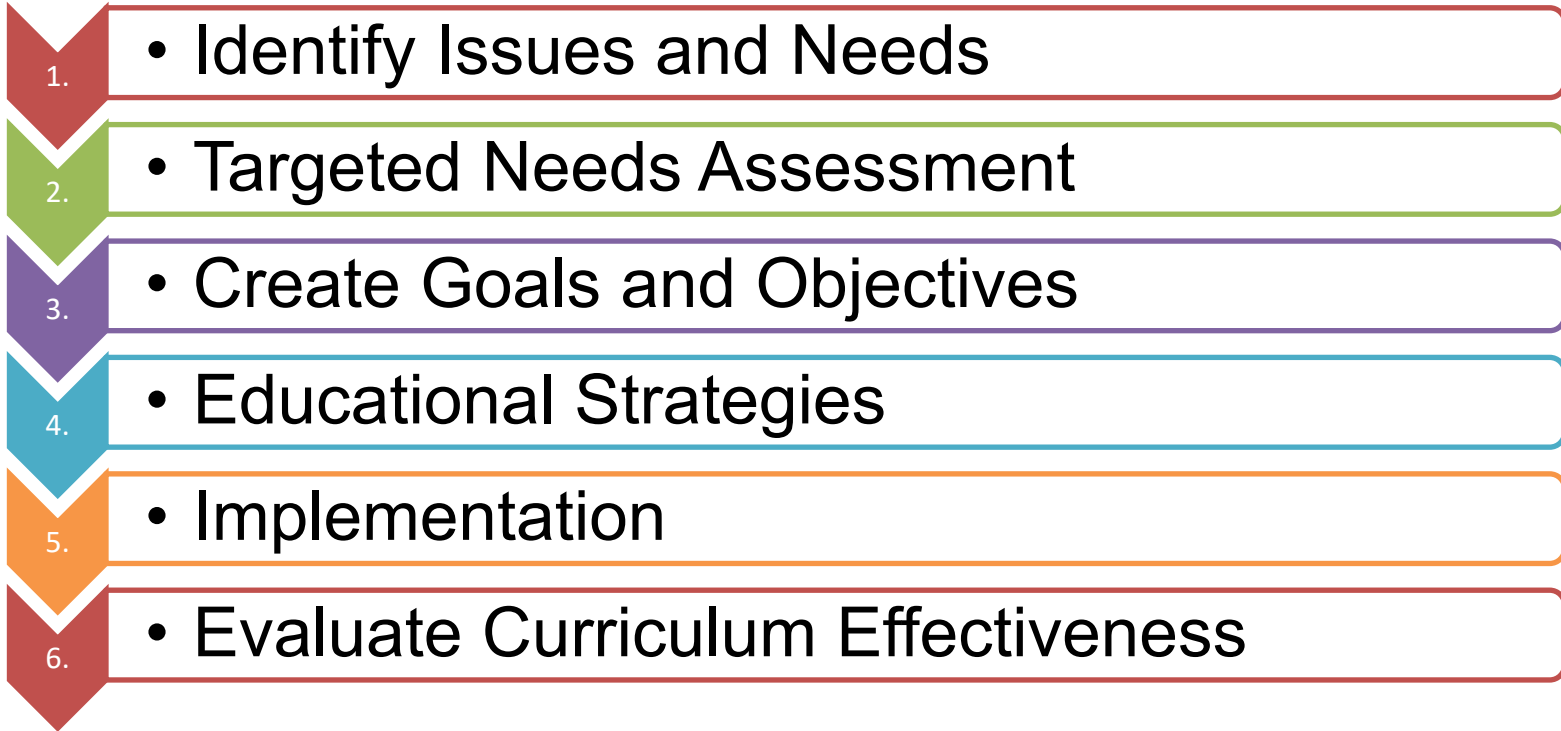 1. • Identify Issues and Needs
2. • Targeted Needs Assessment
3. • Create Goals and Objectives
4. • Educational Strategies
5. • Implementation
6. • Evaluate Curriculum Effectiveness